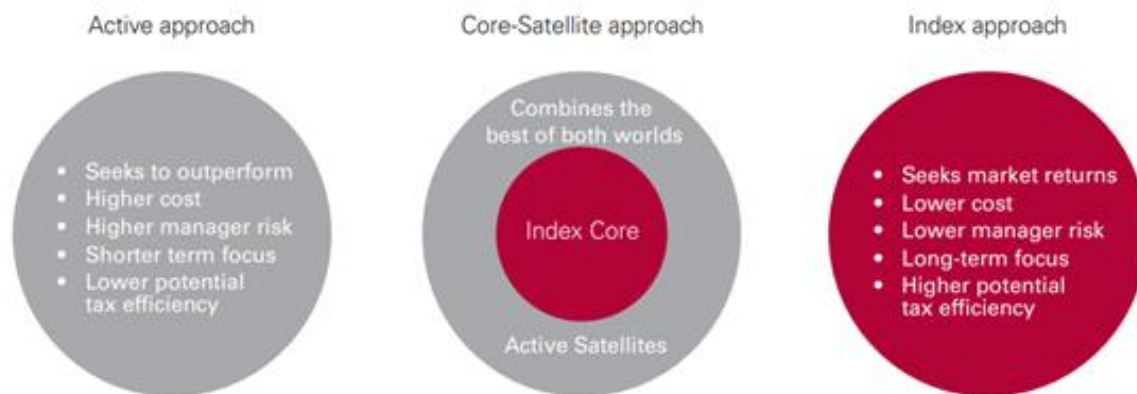 Active approach
Core-Satellite approach
Index approach
• Seeks to outperform
• Higher cost
• Higher manager risk
• Shorter term focus
• Lower potential
tax efficiency
Combines the
best of both worlds
Index Core
Active Satellites
• Seeks market returns
• Lower cost
• Lower manager risk
• Long-term focus
• Higher potential
tax efficiency